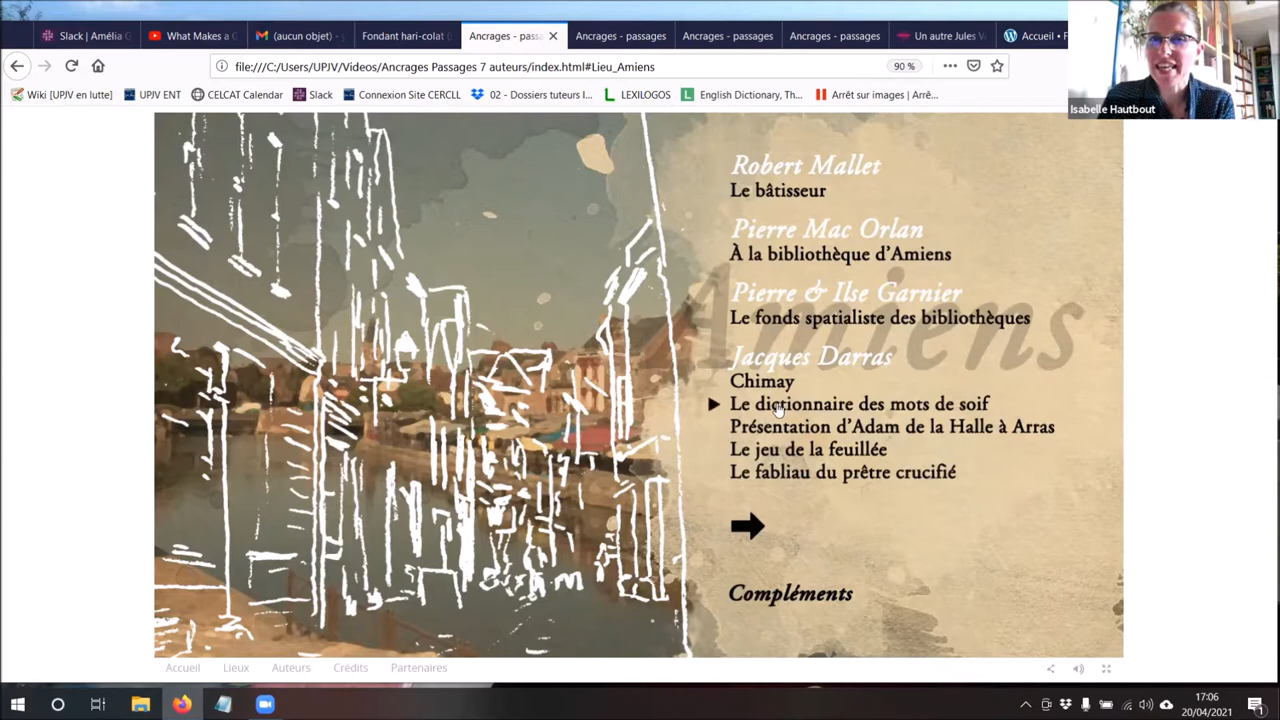 Slack | Amélia G
What Makes a G
(aucun objet) -
Fondant hari-colat (
Ancrages - passa
Ancrages - passages
Ancrages - passages
Ancrages - passages
Un autre Jules V
Accueil • F
file:///C:/Users/UPJV/Videos/Ancrages Passages 7 auteurs/index.html#Lieu_Amiens
90 %
Wiki [UPJV en lutte]
UPJV ENT
CELCAT Calendar
Slack
Connexion Site CERCLL
02 - Dossiers tuteurs l...
LEXILOGOS
English Dictionary, Th...
Arrêt sur images | Arrê...
Isabelle Hautbout
Robert Mallet
Le bâtisseur
Pierre Mac Orlan
À la bibliothèque d'Amiens
Amiens
Pierre & Ilse Garnier
Le fonds spatialiste des bibliothèques
Jacques Darras
Chimay
Le dictionnaire des mots de soif
Présentation d'Adam de la Halle à Arras
Le jeu de la feuillée
Le fabliau du prêtre crucifié
Compléments
Accueil
Lieux
Auteurs
Crédits
Partenaires
17:06
20/04/2021
1